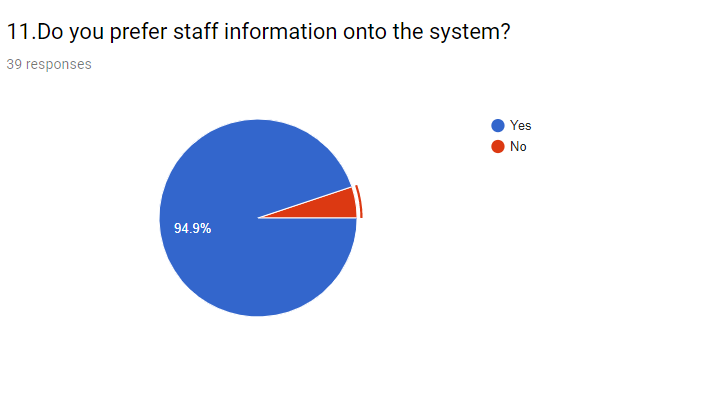 11.Do you prefer staff information onto the system?
39 responses
Yes
No
94.9%